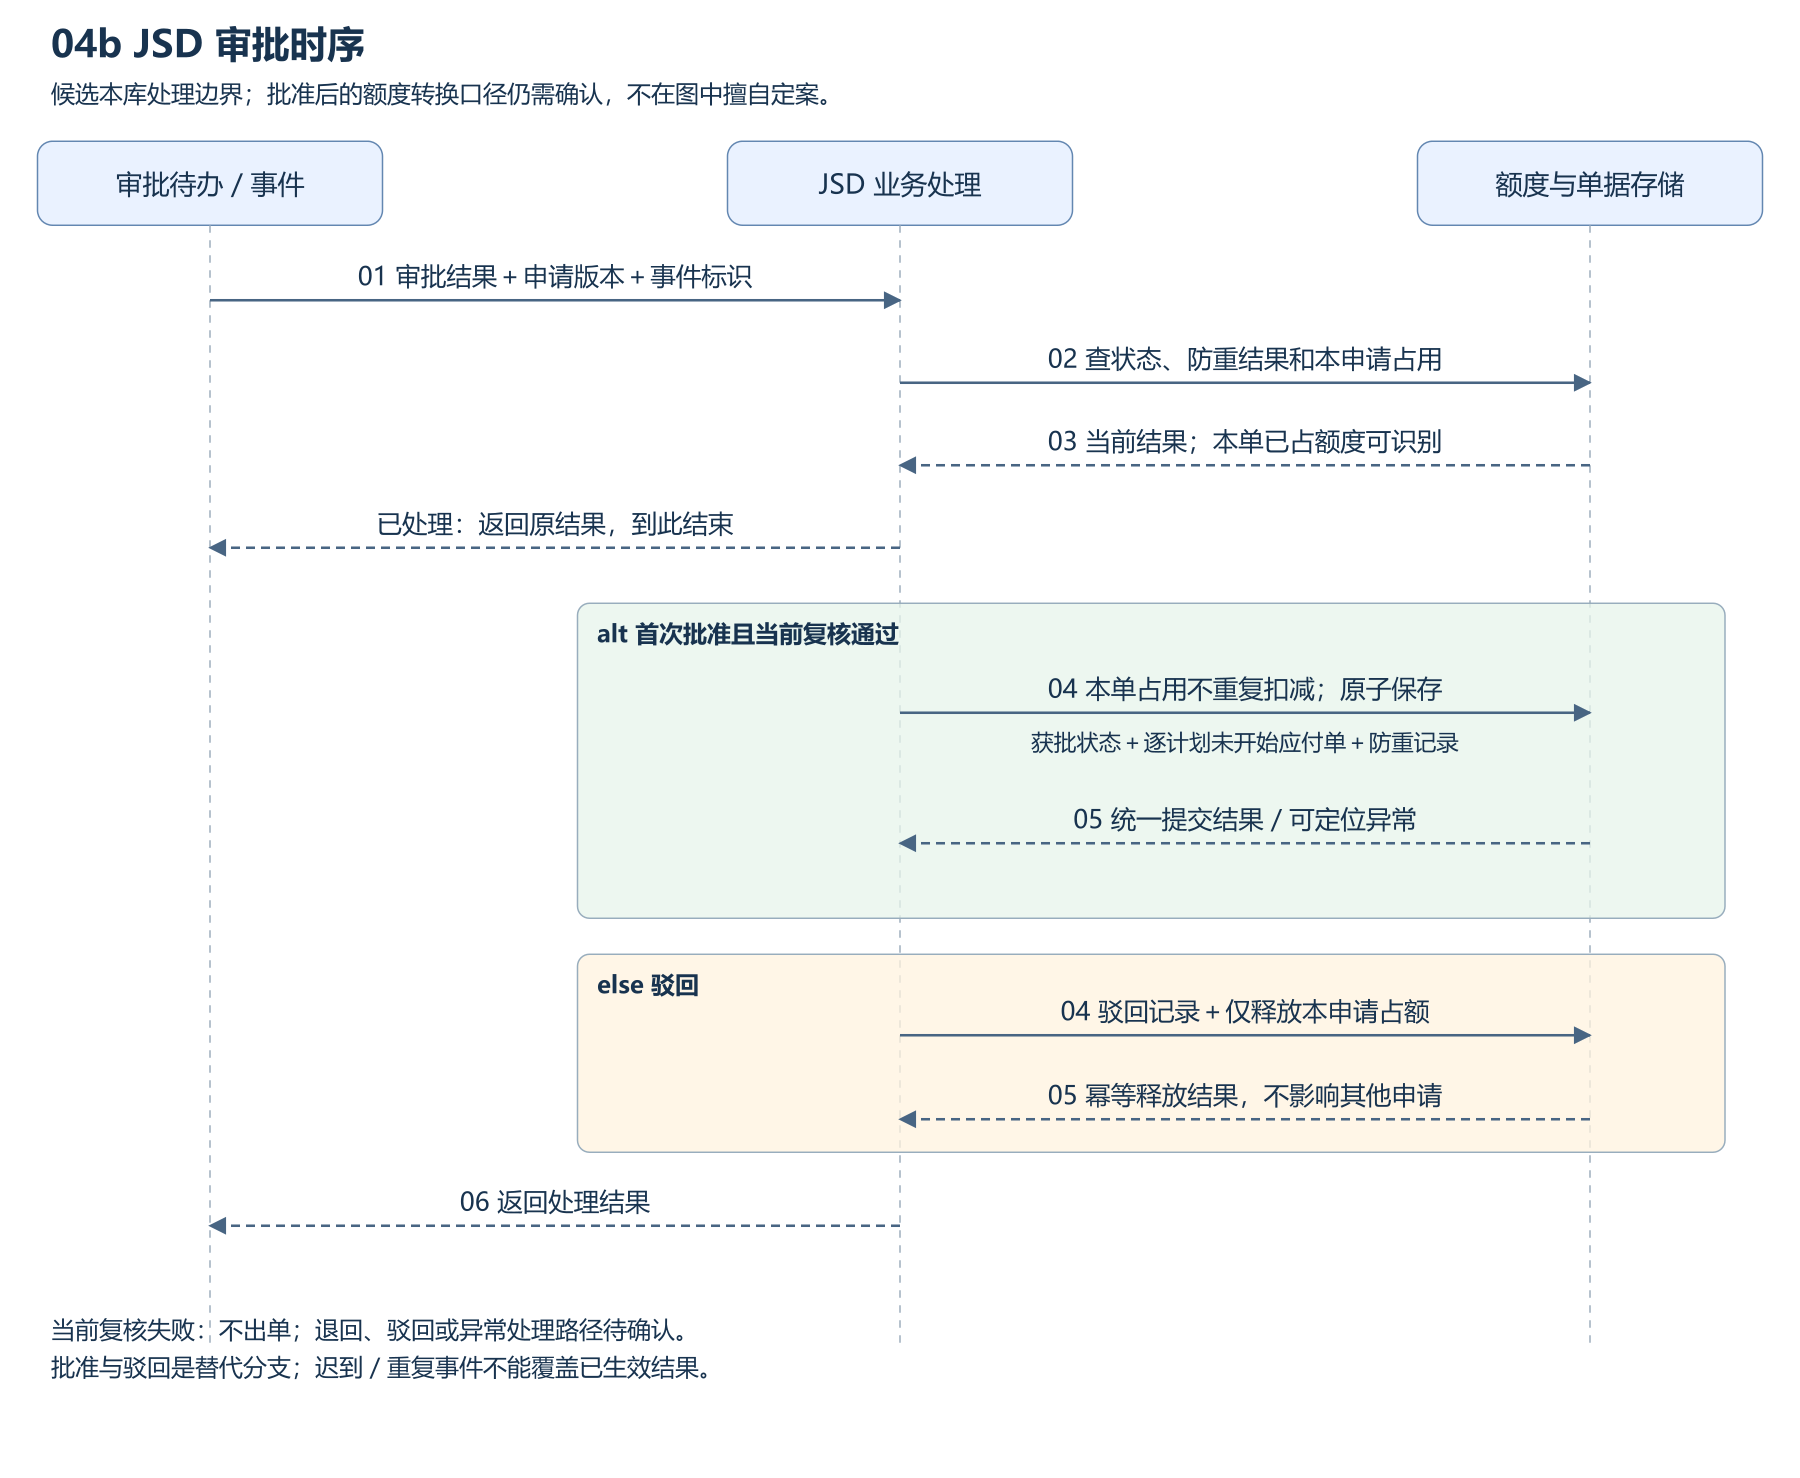 04b JSD 审批时序
候选本库处理边界；批准后的额度转换口径仍需确认，不在图中擅自定案。
审批待办 / 事件
JSD 业务处理
额度与单据存储
01 审批结果 + 申请版本 + 事件标识
02 查状态、防重结果和本申请占用
03 当前结果；本单已占额度可识别
已处理：返回原结果，到此结束
alt 首次批准且当前复核通过
04 本单占用不重复扣减；原子保存
获批状态 + 逐计划未开始应付单 + 防重记录
05 统一提交结果 / 可定位异常
else 驳回
04 驳回记录 + 仅释放本申请占额
05 幂等释放结果，不影响其他申请
06 返回处理结果
当前复核失败：不出单；退回、驳回或异常处理路径待确认。
批准与驳回是替代分支；迟到 / 重复事件不能覆盖已生效结果。